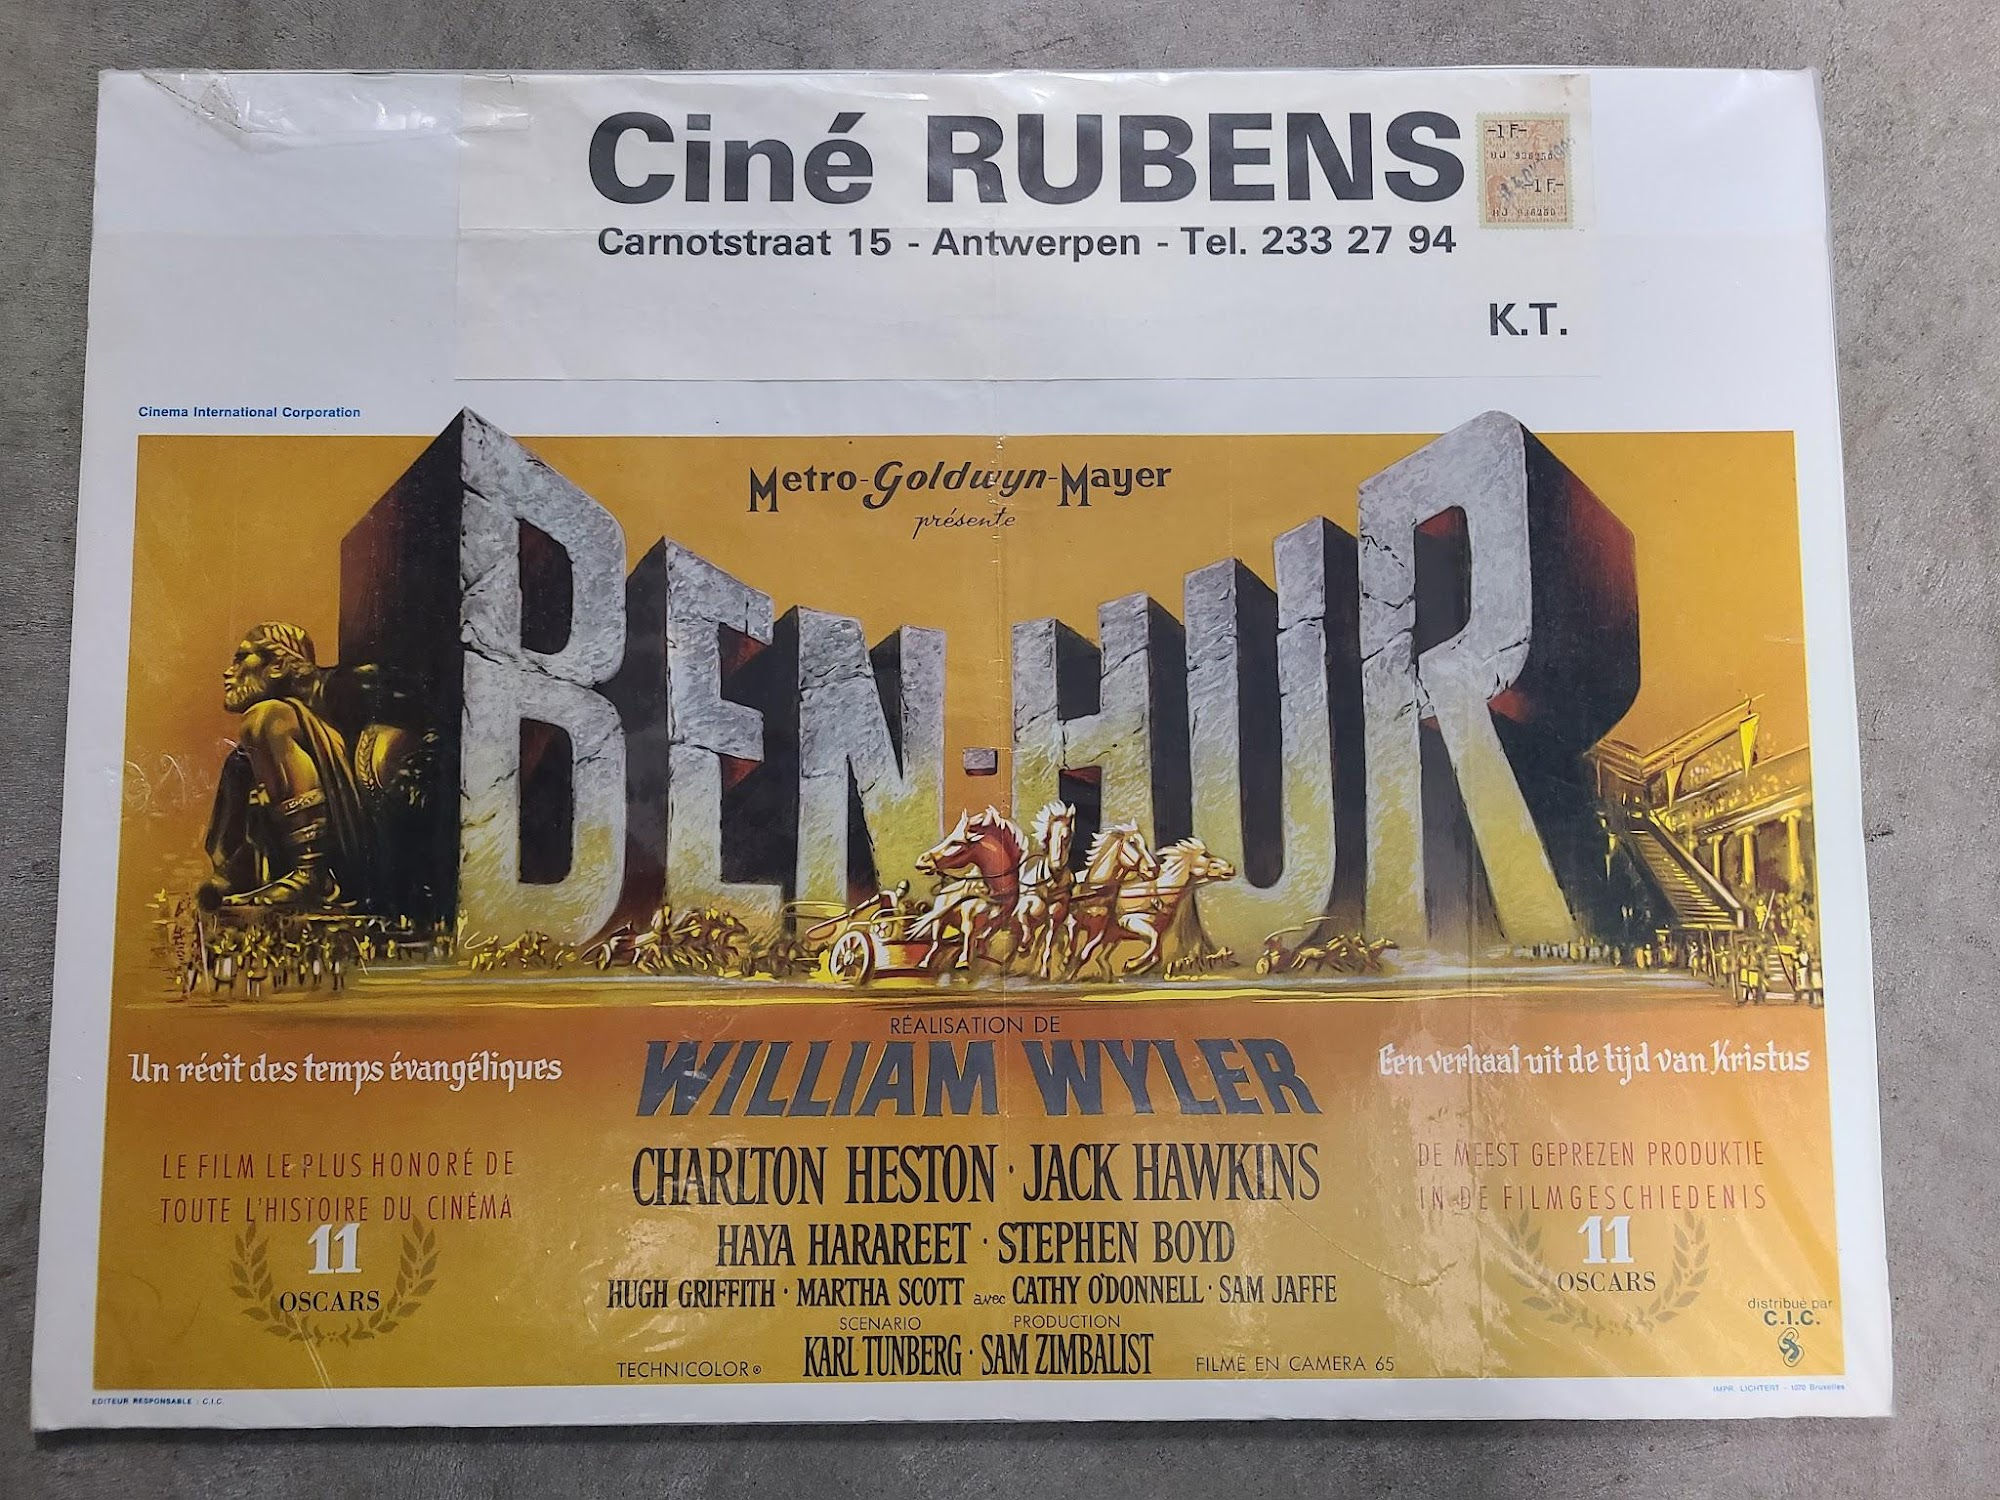 Ciné RUBENS
Carnotstraat 15 - Antwerpen - Tel. 233 27 94
-1F-
-1F-
K.T.
Cinema International Corporation
Metro-Goldwyn-Mayer
présente
BEN-HUR
RÉALISATION DE
WILLIAM WYLER
Un récit des temps évangéliques
Een verhaal uit de tijd van Kristus
LE FILM LE PLUS HONORÉ DE
TOUTE L'HISTOIRE DU CINÉMA
11
OSCARS
CHARLTON HESTON · JACK HAWKINS
HAYA HARAREET · STEPHEN BOYD
HUGH GRIFFITH · MARTHA SCOTT avec CATHY O'DONNELL · SAM JAFFE
SCENARIO PRODUCTION
KARL TUNBERG · SAM ZIMBALIST
TECHNICOLOR®
FILMÉ EN CAMERA 65
DE MEEST GEPREZEN PRODUKTIE
IN DE FILMGESCHIEDENIS
11
OSCARS
distribué par
C.I.C.
EDITEUR RESPONSABLE : C.I.C.
IMPR. LICHTERT - 1070 Bruxelles